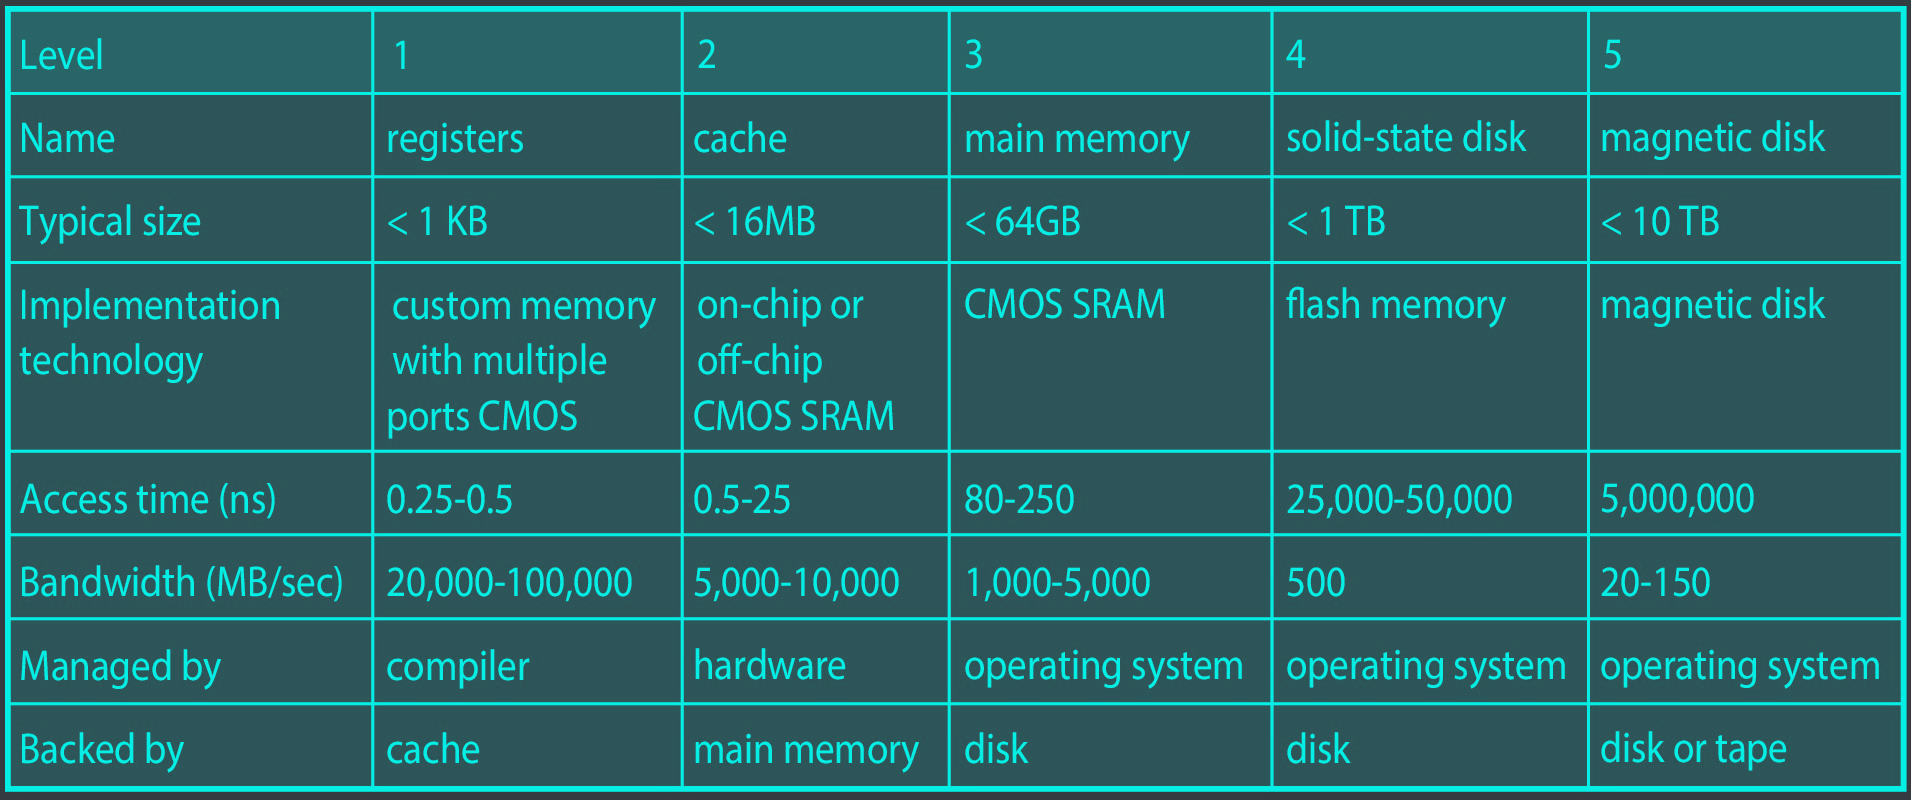 Level 1 2 3 4 5
Name registers cache main memory solid-state disk magnetic disk
Typical size < 1 KB < 16MB < 64GB < 1 TB < 10 TB
Implementation custom memory on-chip or CMOS SRAM flash memory magnetic disk
technology with multiple off-chip
ports CMOS CMOS SRAM
Access time (ns) 0.25-0.5 0.5-25 80-250 25,000-50,000 5,000,000
Bandwidth (MB/sec) 20,000-100,000 5,000-10,000 1,000-5,000 500 20-150
Managed by compiler hardware operating system operating system operating system
Backed by cache main memory disk disk disk or tape